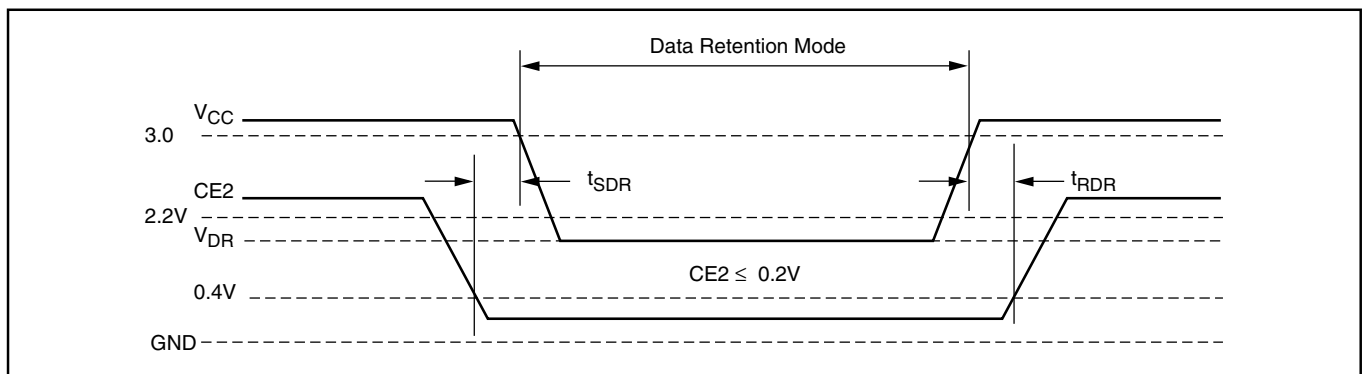 Data Retention Mode
VCC
3.0
tSDR
tRDR
CE2
2.2V
VDR
CE2 ≤ 0.2V
0.4V
GND